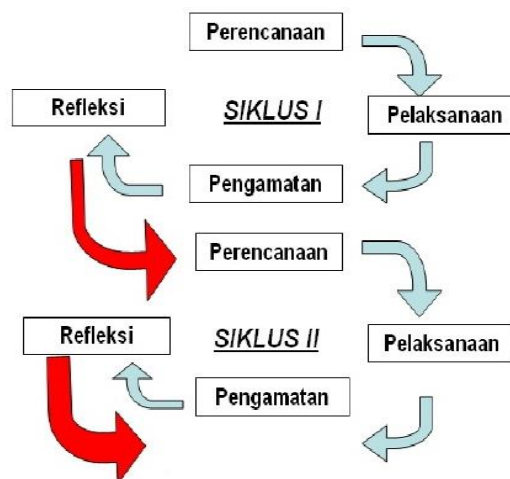 Perencanaan
Refleksi
SIKLUS I
Pelaksanaan
Pengamatan
Perencanaan
Refleksi
SIKLUS II
Pelaksanaan
Pengamatan